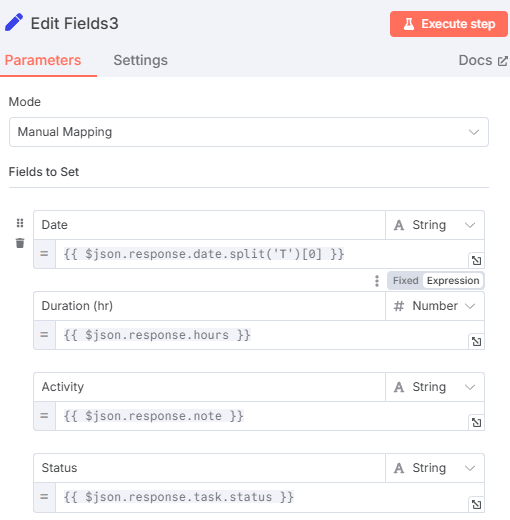 Edit Fields3
Execute step
Parameters
Settings
Docs
Mode
Manual Mapping
Fields to Set
Date
A String
= {{ $json.response.date.split('T')[0] }}
Fixed Expression
Duration (hr)
# Number
= {{ $json.response.hours }}
Activity
A String
= {{ $json.response.note }}
Status
A String
= {{ $json.response.task.status }}